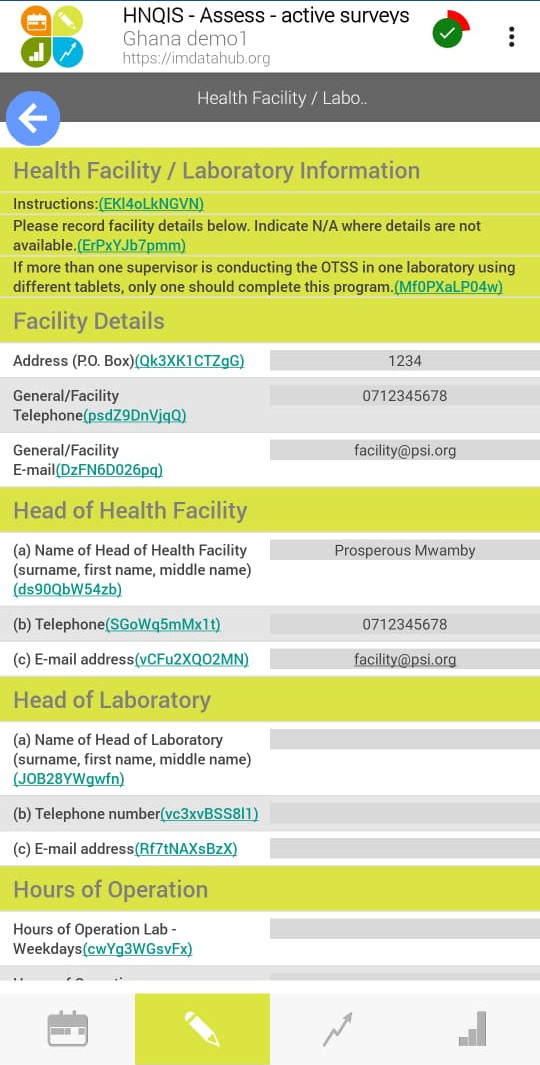 HNQIS - Assess - active surveys
Ghana demo1
https://imdatahub.org
Health Facility / Labo..
Health Facility / Laboratory Information
Instructions:(EKl4oLkNGVN)
Please record facility details below. Indicate N/A where details are not
available.(ErPxYJb7pmm)
If more than one supervisor is conducting the OTSS in one laboratory using
different tablets, only one should complete this program.(Mf0PXaLP04w)
Facility Details
Address (P.O. Box)(Qk3XK1CTZgG) 1234
General/Facility 0712345678
Telephone(psdZ9DnVjqQ)
General/Facility facility@psi.org
E-mail(DzFN6D026pq)
Head of Health Facility
(a) Name of Head of Health Facility Prosperous Mwamby
(surname, first name, middle name)
(ds90QbW54zb)
(b) Telephone(SGoWq5mMx1t) 0712345678
(c) E-mail address(vCFu2XQO2MN) facility@psi.org
Head of Laboratory
(a) Name of Head of Laboratory
(surname, first name, middle name)
(JOB28YWgwfn)
(b) Telephone number(vc3xvBSS8l1)
(c) E-mail address(Rf7tNAXsBzX)
Hours of Operation
Hours of Operation Lab -
Weekdays(cwYg3WGsvFx)